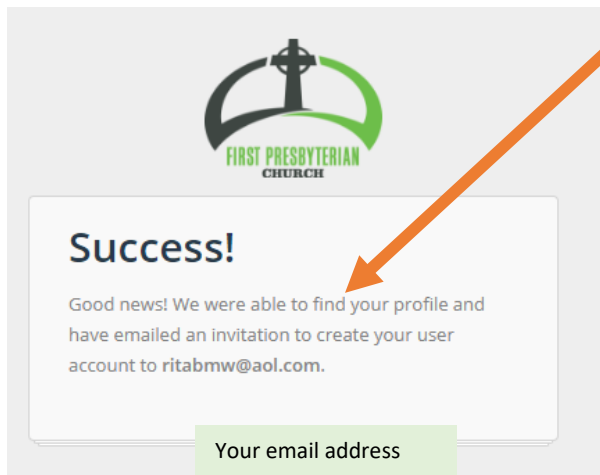 FIRST PRESBYTERIAN
CHURCH
Success!
Good news! We were able to find your profile and
have emailed an invitation to create your user
account to ritabmw@aol.com.
Your email address